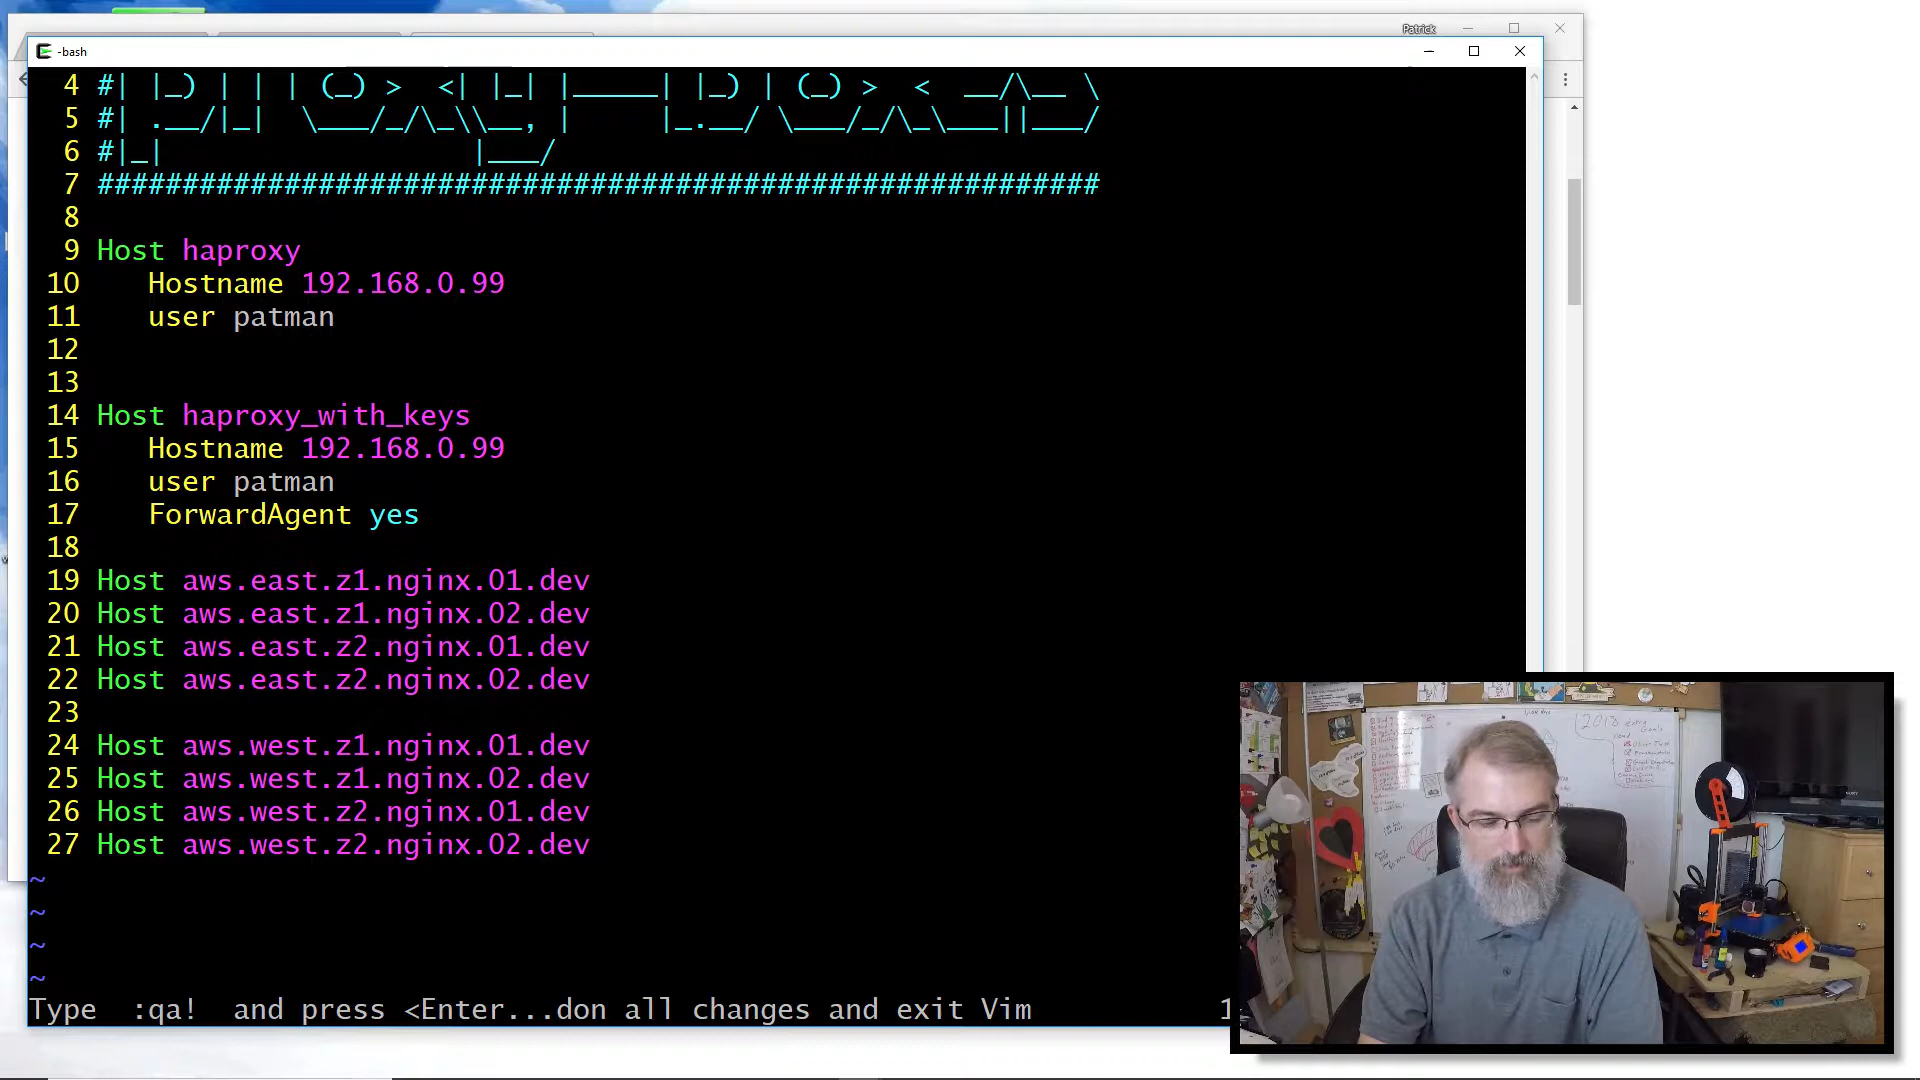 Patrick
-bash
4 #| |_) | | | (_) > <| |_| |_____| |_) | (_) > < __/\__ \
5 #| .__/|_| \___/_/\_\\__, | |_.__/ \___/_/\_\___||___/
6 #|_| |___/
7 ###########################################################
8
9 Host haproxy
10 Hostname 192.168.0.99
11 user patman
12
13
14 Host haproxy_with_keys
15 Hostname 192.168.0.99
16 user patman
17 ForwardAgent yes
18
19 Host aws.east.z1.nginx.01.dev
20 Host aws.east.z1.nginx.02.dev
21 Host aws.east.z2.nginx.01.dev
22 Host aws.east.z2.nginx.02.dev
23
24 Host aws.west.z1.nginx.01.dev
25 Host aws.west.z1.nginx.02.dev
26 Host aws.west.z2.nginx.01.dev
27 Host aws.west.z2.nginx.02.dev
~
~
~
~
Type :qa! and press <Enter...don all changes and exit Vim 1
2018